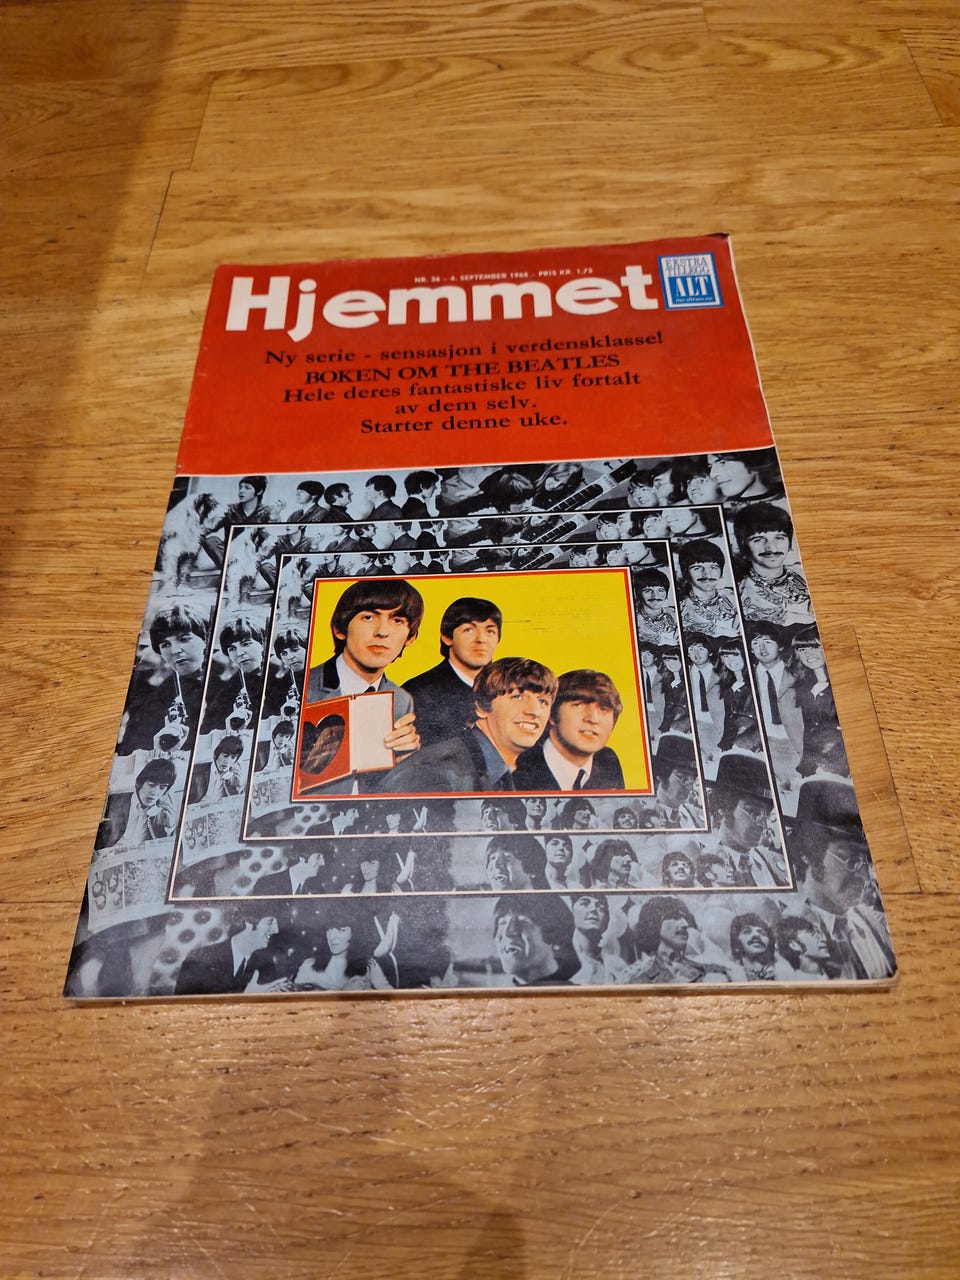 NR. 36 - 4. SEPTEMBER 1968 - PRIS KR. 1,75
Hjemmet
EKSTRA
TILLEGG
ALT
Ny serie - sensasjon i verdensklasse!
BOKEN OM THE BEATLES
Hele deres fantastiske liv fortalt
av dem selv.
Starter denne uke.